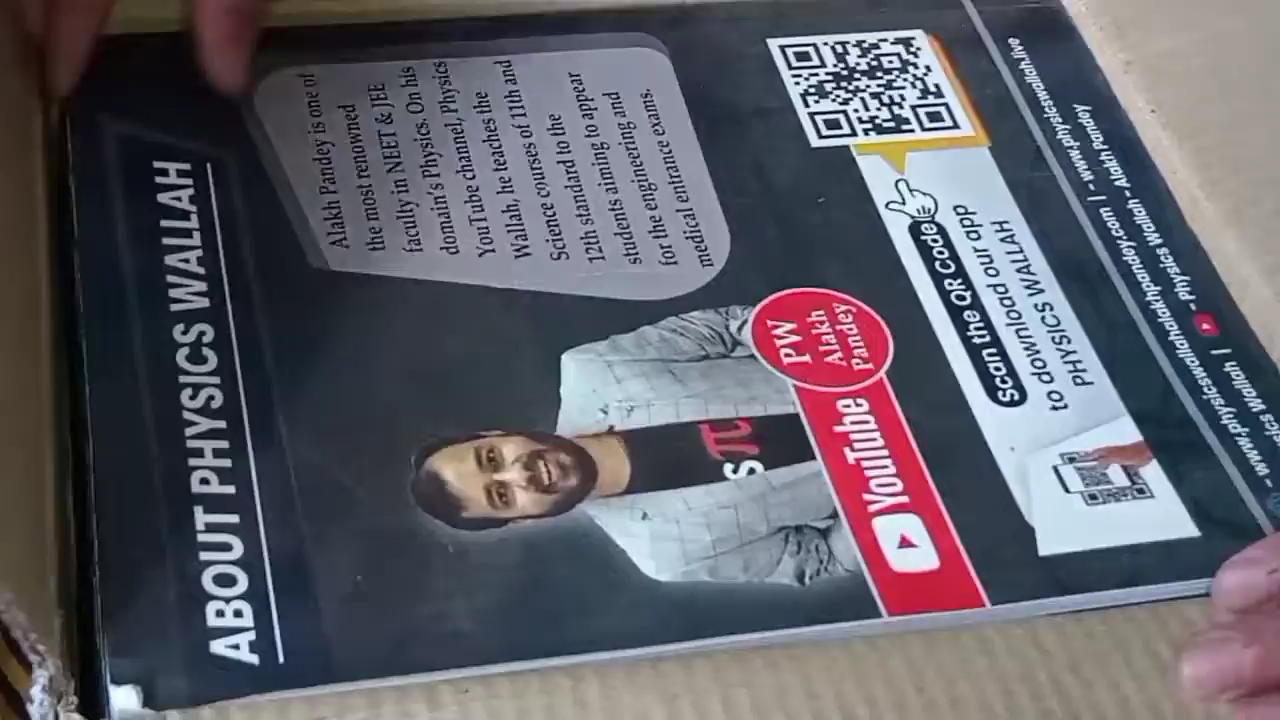 ABOUT PHYSICS WALLAH
Alakh Pandey is one of
the most renowned
faculty in NEET & JEE
domain's Physics. On his
YouTube channel, Physics
Wallah, he teaches the
Science courses of 11th and
12th standard to appear
students aiming to appear
for the engineering and
medical entrance exams.
sπ
YouTube
PW
Alakh
Pandey
Scan the QR Code
to download our app
PHYSICS WALLAH
- www.physicswallahalakhpandey.com | - www.physicswallah.live
Wallah | - Physics Wallah - Alakh Pandey